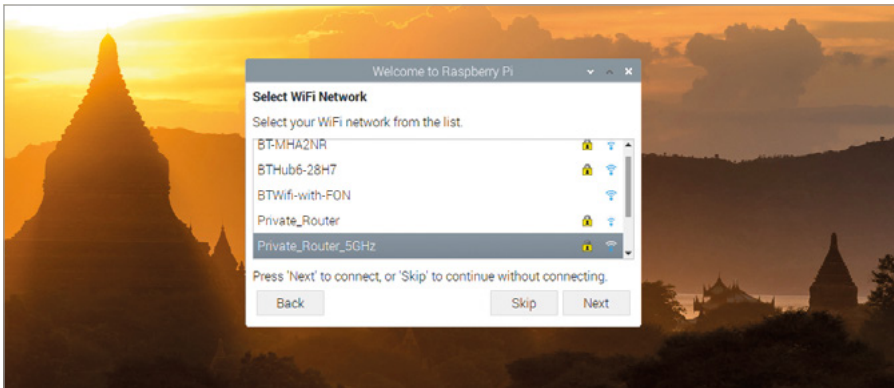 Welcome to Raspberry Pi
Select WiFi Network
Select your WiFi network from the list.
BT-MHA2NR
BTHub6-28H7
BTWifi-with-FON
Private_Router
Private_Router_5GHz
Press 'Next' to connect, or 'Skip' to continue without connecting.
Back Skip Next